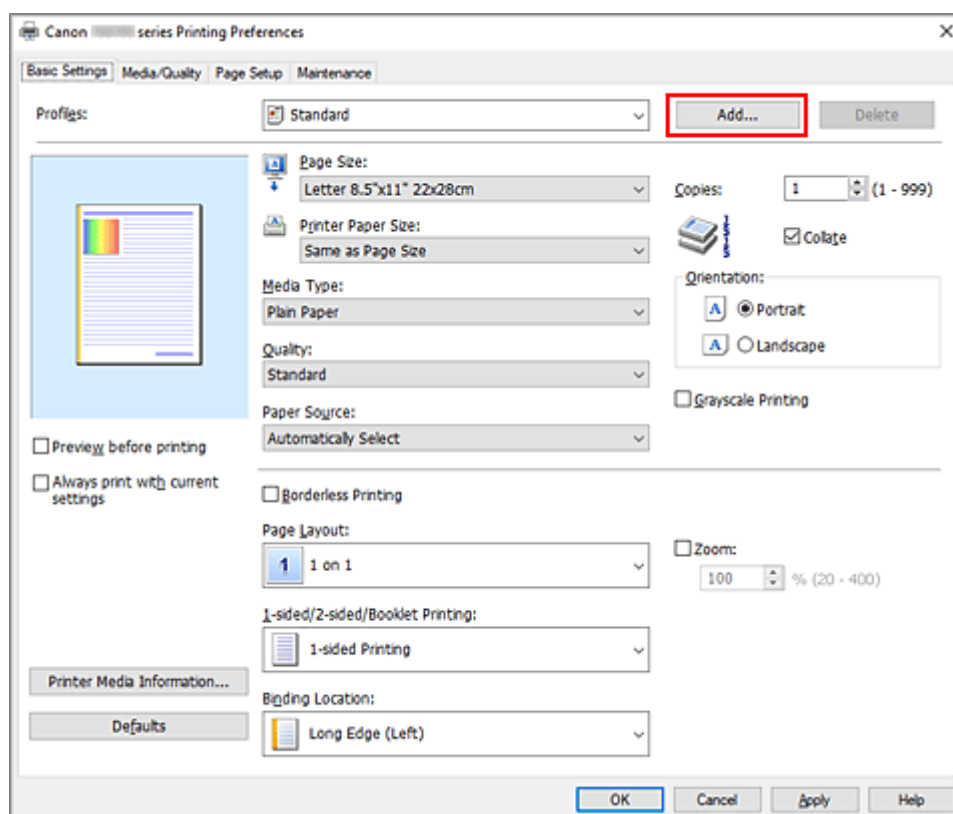 Canon series Printing Preferences
Basic Settings Media/Quality Page Setup Maintenance
Profiles: Standard Add... Delete
Page Size:
Letter 8.5"x11" 22x28cm
Copies: 1 (1 - 999)
Printer Paper Size:
Same as Page Size
Collate
Media Type:
Plain Paper
Orientation:
A Portrait
A Landscape
Quality:
Standard
Grayscale Printing
Paper Source:
Automatically Select
Preview before printing
Always print with current
settings
Borderless Printing
Page Layout:
1 1 on 1
Zoom:
100 % (20 - 400)
1-sided/2-sided/Booklet Printing:
1-sided Printing
Printer Media Information...
Defaults
Binding Location:
Long Edge (Left)
OK Cancel Apply Help